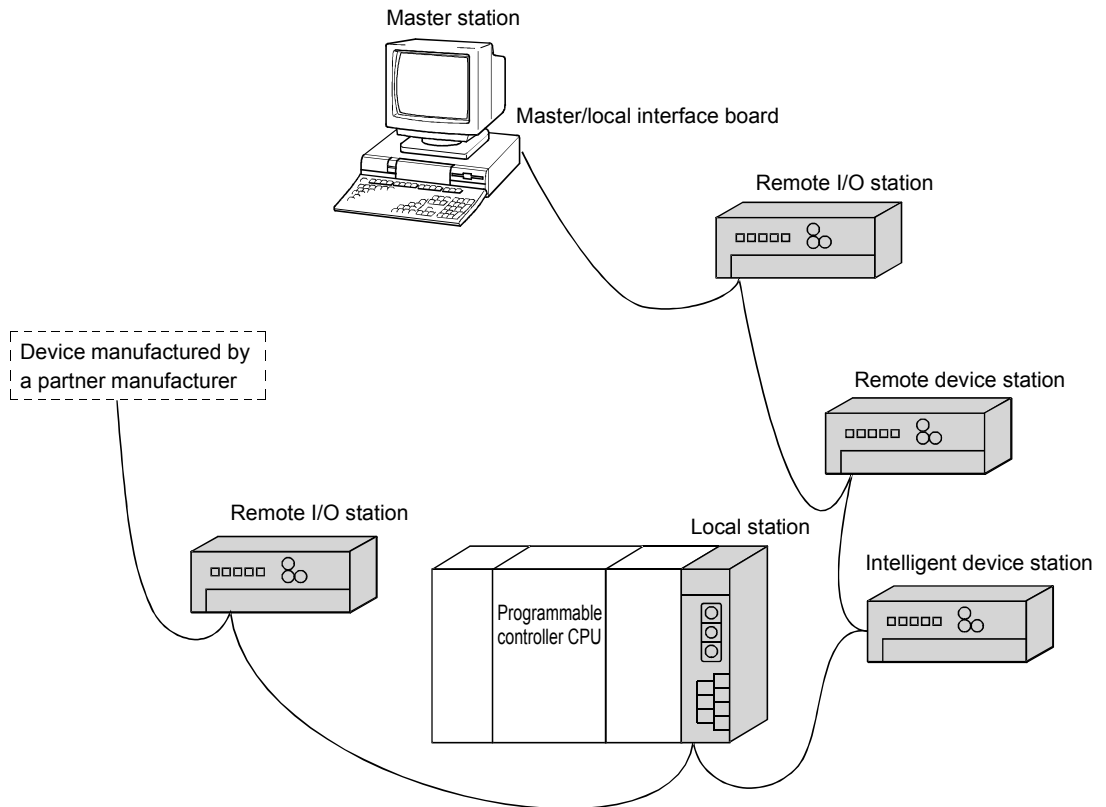 Master station
Master/local interface board
Remote I/O station
Device manufactured by
a partner manufacturer
Remote device station
Remote I/O station
Local station
Intelligent device station
Programmable
controller CPU